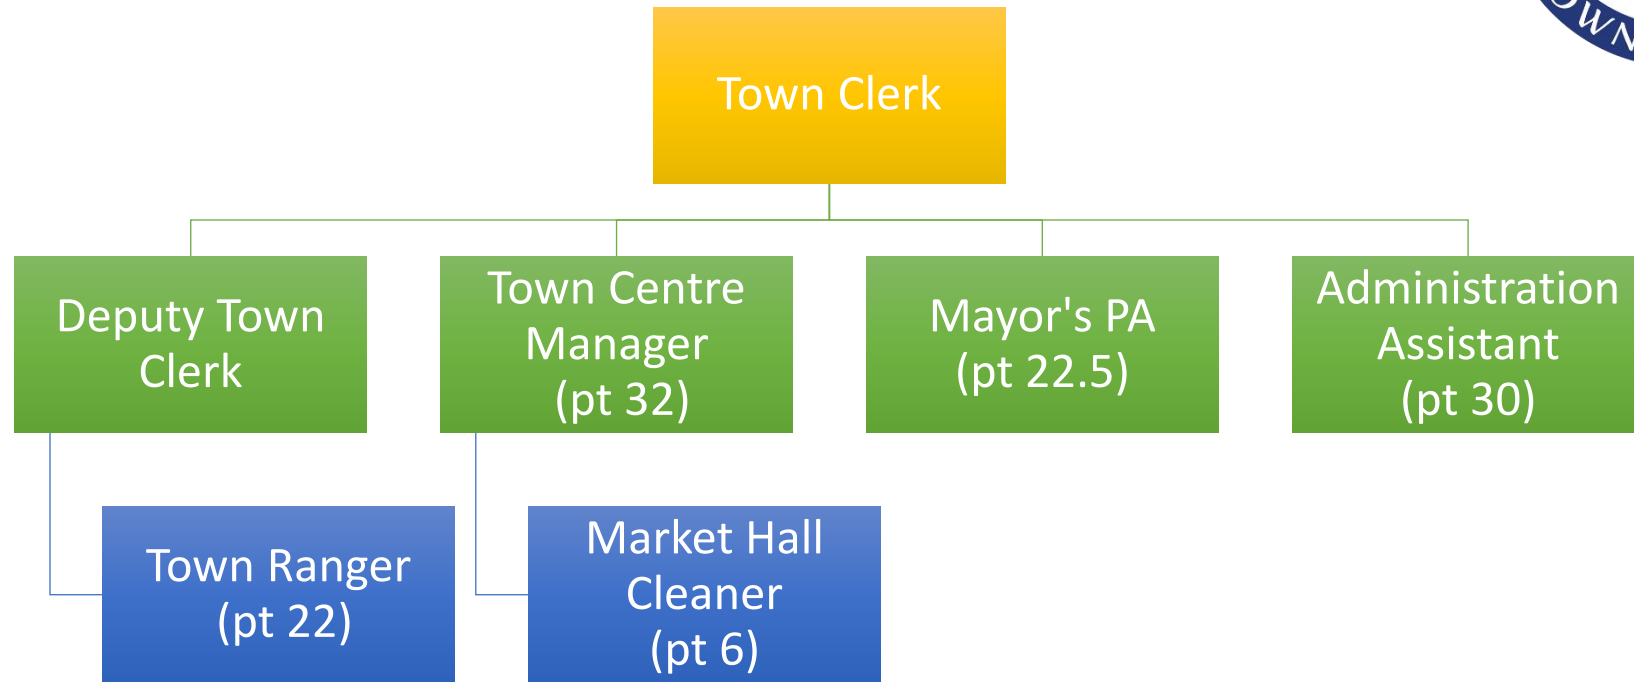 OWN
Town Clerk
Deputy Town
Clerk
Town Centre
Manager
(pt 32)
Mayor's PA
(pt 22.5)
Administration
Assistant
(pt 30)
Town Ranger
(pt 22)
Market Hall
Cleaner
(pt 6)